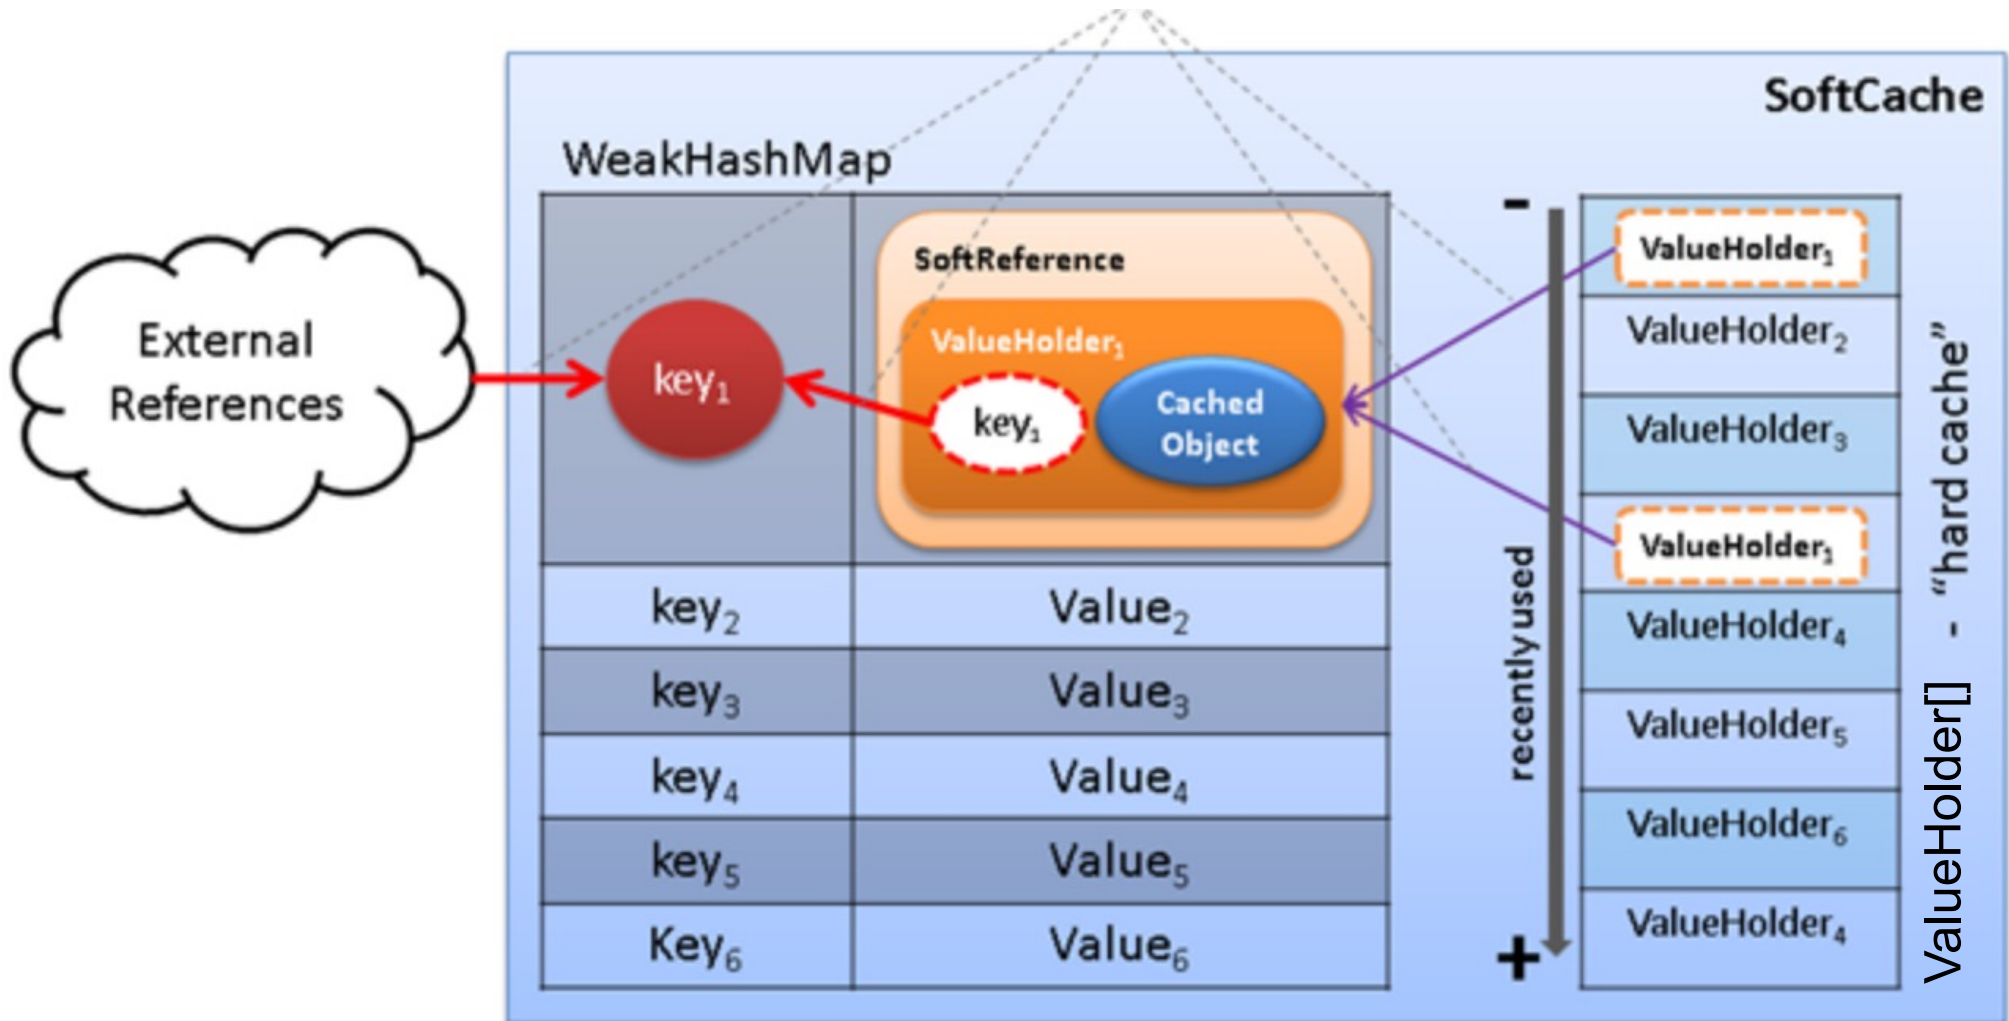 SoftCache
WeakHashMap
External
References
key₁
SoftReference
ValueHolder₁
key₁
Cached
Object
key₂ Value₂
key₃ Value₃
key₄ Value₄
key₅ Value₅
Key₆ Value₆
-
recently used
+
ValueHolder₁
ValueHolder₂
ValueHolder₃
ValueHolder₁
ValueHolder₄
ValueHolder₅
ValueHolder₆
ValueHolder₄
ValueHolder[] - “hard cache”